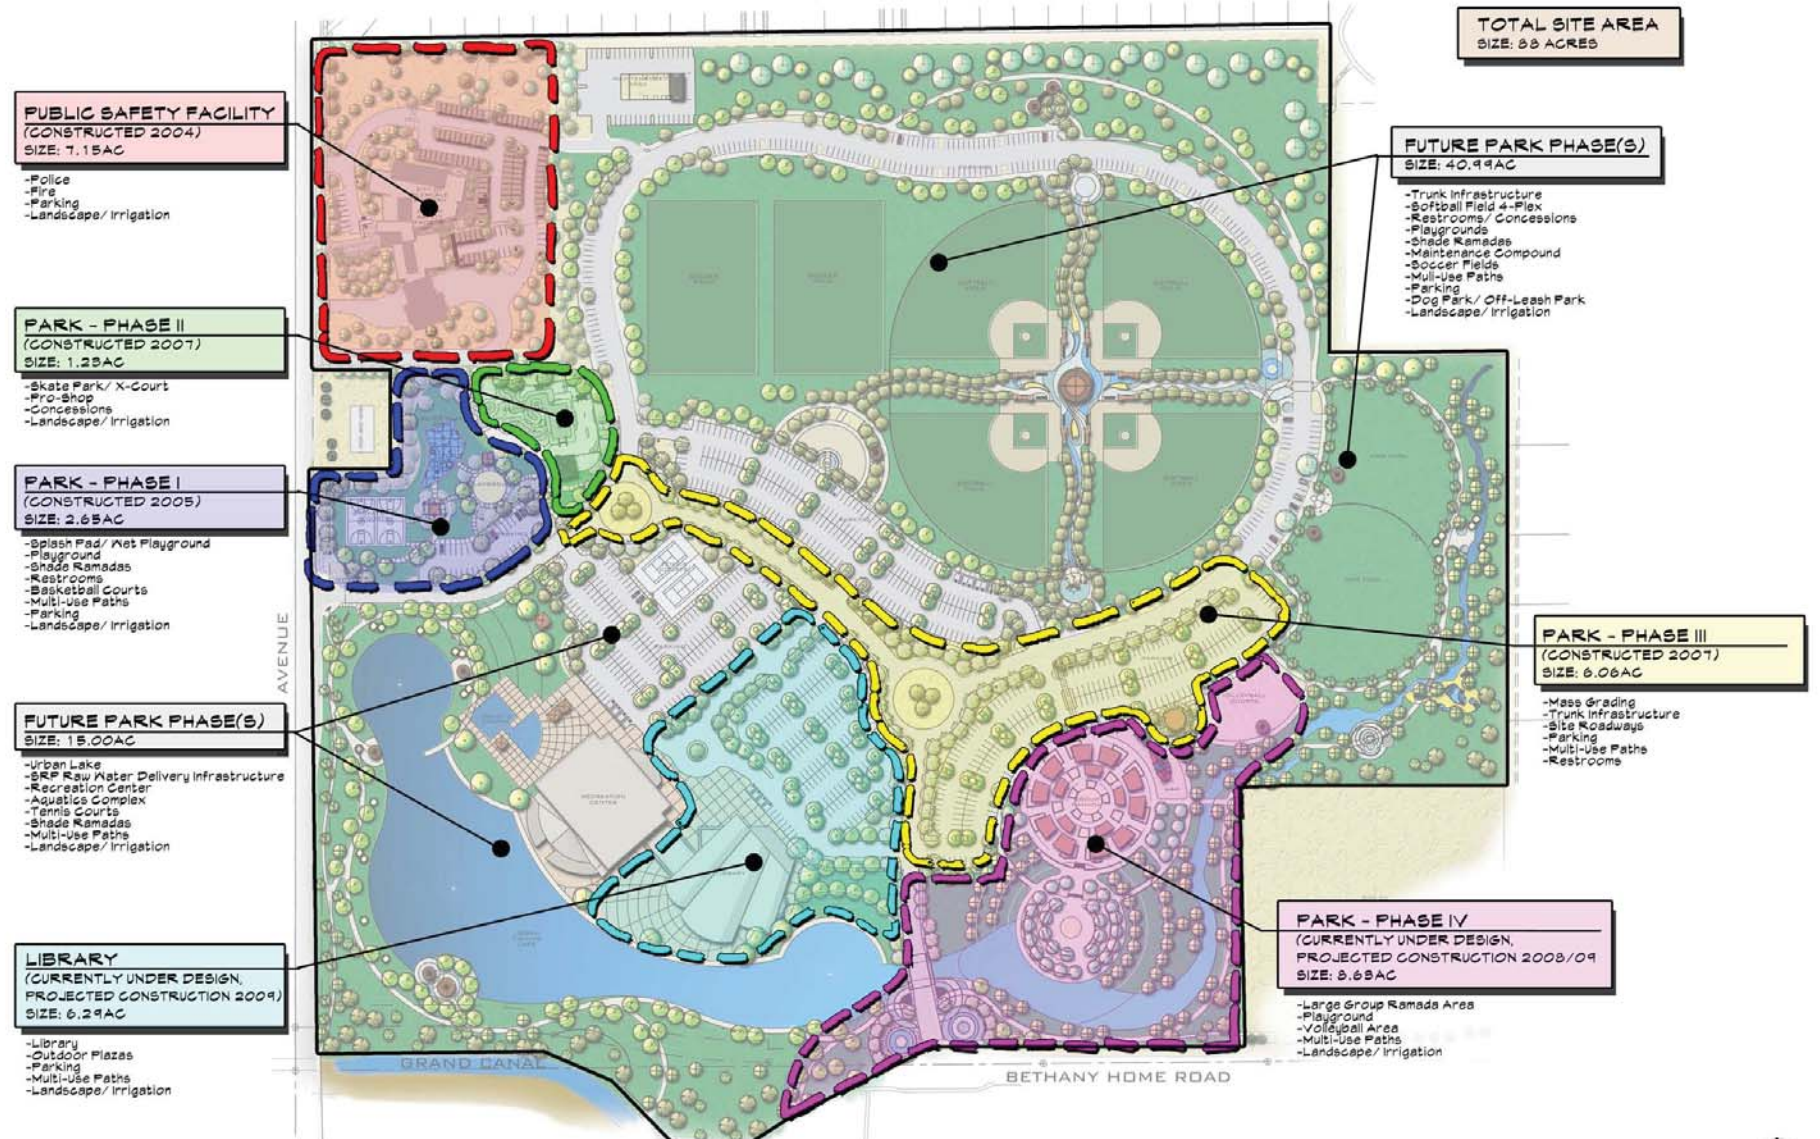 TOTAL SITE AREA
SIZE: 88 ACRES
PUBLIC SAFETY FACILITY
(CONSTRUCTED 2004)
SIZE: 7.15AC
-Police
-Fire
-Parking
-Landscape/ Irrigation
PARK - PHASE II
(CONSTRUCTED 2007)
SIZE: 1.23AC
-Skate Park/ X-Court
-Pro-Shop
-Concessions
-Landscape/ Irrigation
PARK - PHASE I
(CONSTRUCTED 2005)
SIZE: 2.65AC
-Splash Pad/ Wet Playground
-Playground
-Shade Ramadas
-Restrooms
-Basketball Courts
-Multi-Use Paths
-Parking
-Landscape/ Irrigation
FUTURE PARK PHASE(S)
SIZE: 15.00AC
-Urban Lake
-SRP Raw Water Delivery Infrastructure
-Recreation Center
-Aquatics Complex
-Tennis Courts
-Shade Ramadas
-Multi-Use Paths
-Landscape/ Irrigation
LIBRARY
(CURRENTLY UNDER DESIGN,
PROJECTED CONSTRUCTION 2009)
SIZE: 6.29AC
-Library
-Outdoor Plazas
-Parking
-Multi-Use Paths
-Landscape/ Irrigation
FUTURE PARK PHASE(S)
SIZE: 40.99AC
-Trunk Infrastructure
-Softball Field 4-Plex
-Restrooms/ Concessions
-Playgrounds
-Shade Ramadas
-Maintenance Compound
-Soccer Fields
-Muli-Use Paths
-Parking
-Dog Park/ Off-Leash Park
-Landscape/ Irrigation
PARK - PHASE III
(CONSTRUCTED 2007)
SIZE: 6.06AC
-Mass Grading
-Trunk Infrastructure
-Site Roadways
-Parking
-Multi-Use Paths
-Restrooms
PARK - PHASE IV
(CURRENTLY UNDER DESIGN,
PROJECTED CONSTRUCTION 2008/09
SIZE: 8.63AC
-Large Group Ramada Area
-Playground
-Volleyball Area
-Multi-Use Paths
-Landscape/ Irrigation
AVENUE
RECREATION
CENTER
GRAND CANAL
BETHANY HOME ROAD